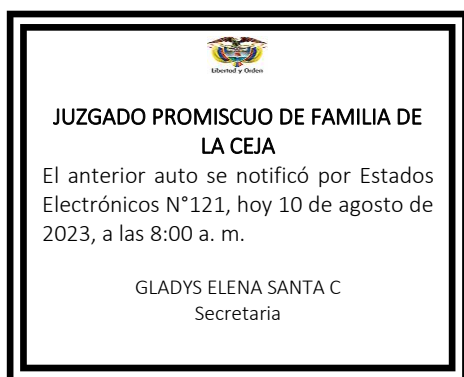 Libertad y Orden
JUZGADO PROMISCUO DE FAMILIA DE
LA CEJA
El anterior auto se notificó por Estados
Electrónicos N°121, hoy 10 de agosto de
2023, a las 8:00 a. m.
GLADYS ELENA SANTA C
Secretaria